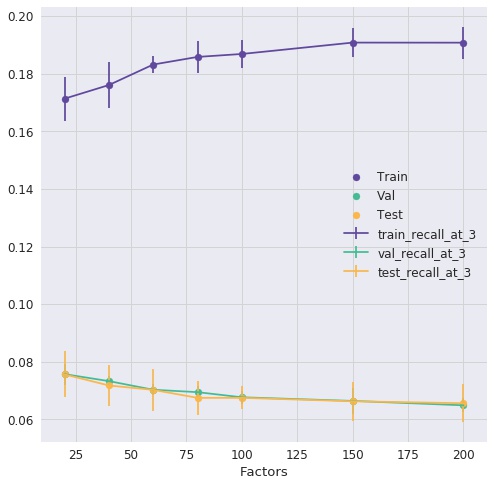 0.20
0.18
0.16
0.14
0.12
0.10
0.08
0.06
Train
Val
Test
train_recall_at_3
val_recall_at_3
test_recall_at_3
25 50 75 100 125 150 175 200
Factors